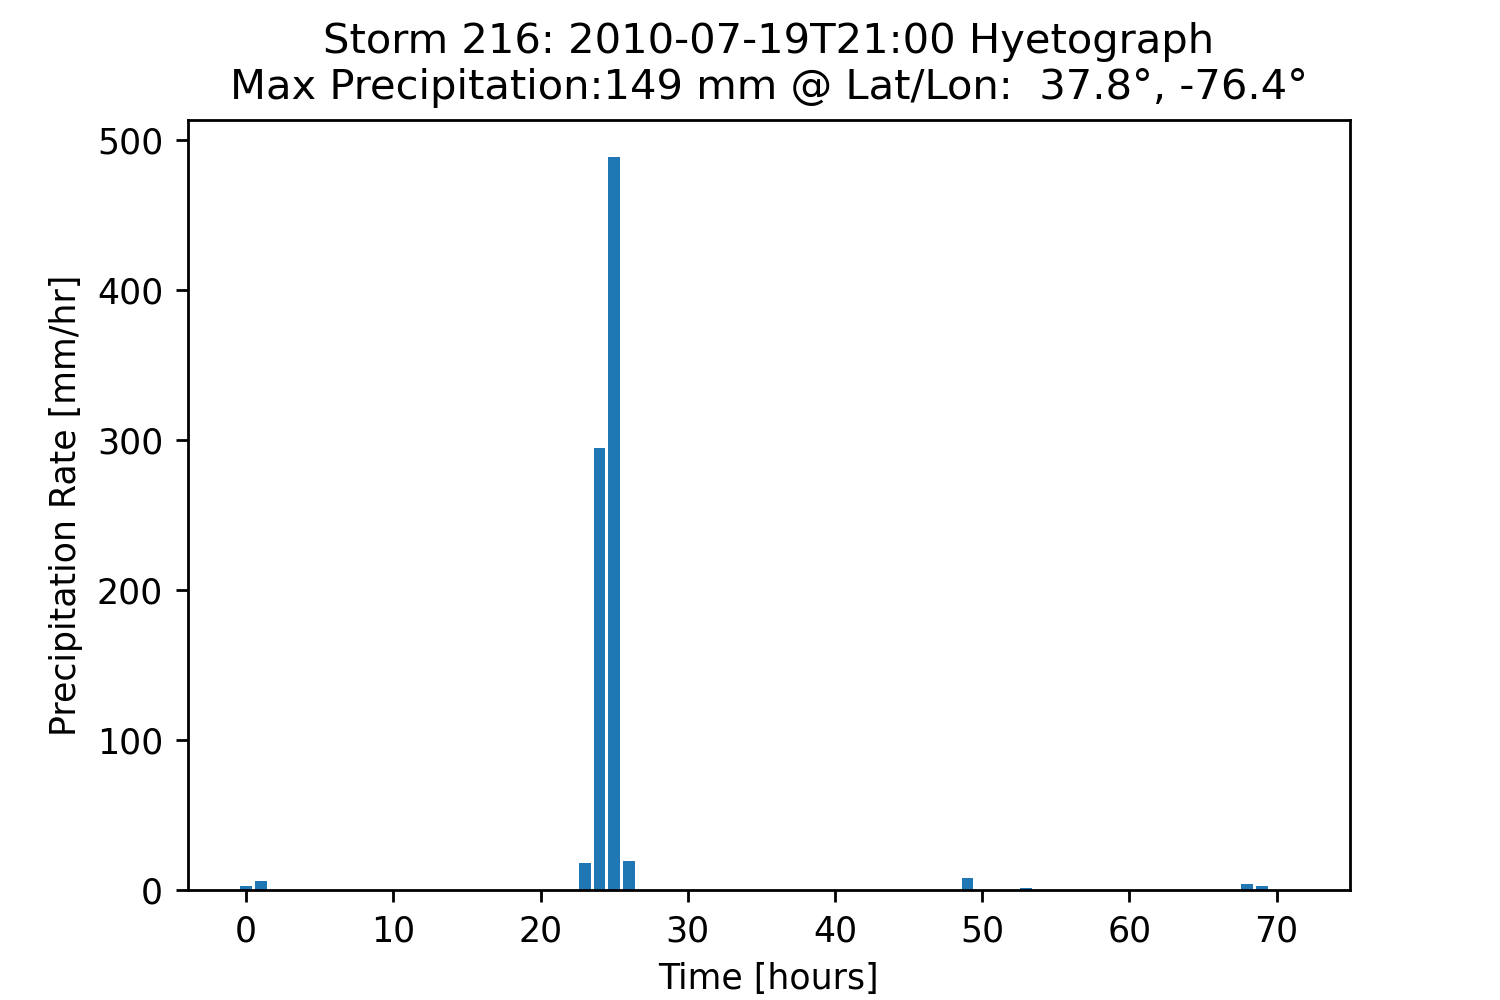 Storm 216: 2010-07-19T21:00 Hyetograph
Max Precipitation:149 mm @ Lat/Lon:  37.8°, -76.4°
Precipitation Rate [mm/hr]
500
400
300
200
100
0
0 10 20 30 40 50 60 70
Time [hours]